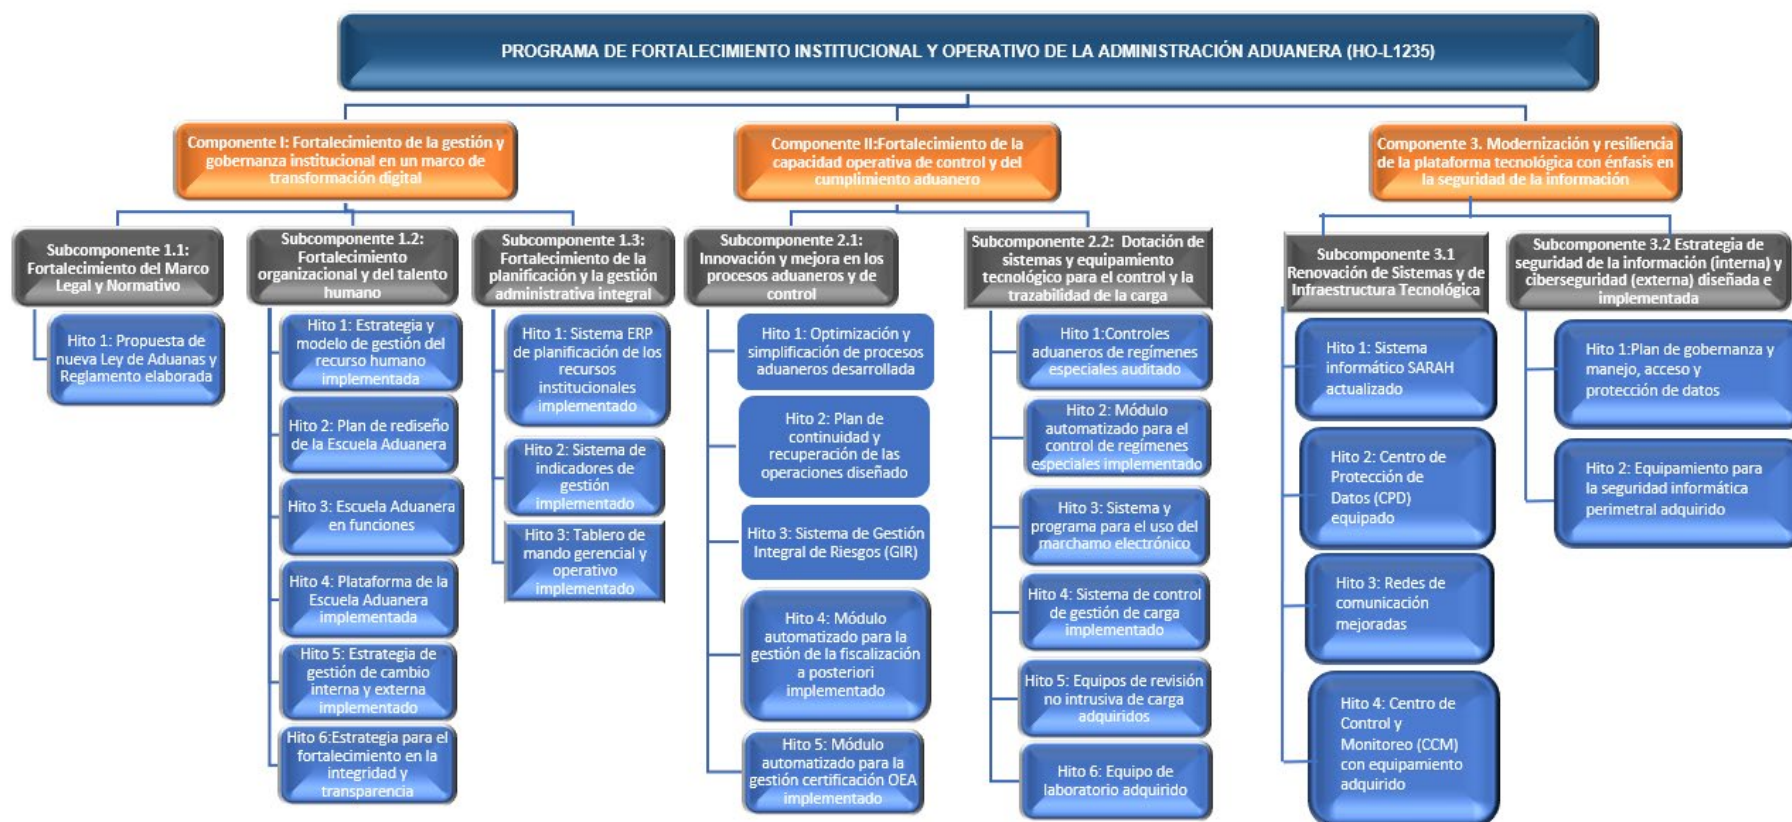 PROGRAMA DE FORTALECIMIENTO INSTITUCIONAL Y OPERATIVO DE LA ADMINISTRACIÓN ADUANERA (HO-L1235)
Componente I: Fortalecimiento de la gestión y
gobernanza institucional en un marco de
transformación digital
Componente II:Fortalecimiento de la
capacidad operativa de control y del
cumplimiento aduanero
Componente 3. Modernización y resiliencia
de la plataforma tecnológica con énfasis en
la seguridad de la información
Subcomponente 1.1:
Fortalecimiento del Marco
Legal y Normativo
Hito 1: Propuesta de
nueva Ley de Aduanas y
Reglamento elaborada
Subcomponente 1.2:
Fortalecimiento
organizacional y del talento
humano
Hito 1: Estrategia y
modelo de gestión del
recurso humano
implementada
Hito 2: Plan de rediseño
de la Escuela Aduanera
Hito 3: Escuela Aduanera
en funciones
Hito 4: Plataforma de la
Escuela Aduanera
implementada
Hito 5: Estrategia de
gestión de cambio
interna y externa
implementado
Hito 6:Estrategia para el
fortalecimiento en la
integridad y
transparencia
Subcomponente 1.3:
Fortalecimiento de la
planificación y la gestión
administrativa integral
Hito 1: Sistema ERP
de planificación de los
recursos
institucionales
implementado
Hito 2: Sistema de
indicadores de
gestión
implementado
Hito 3: Tablero de
mando gerencial y
operativo
implementado
Subcomponente 2.1:
Innovación y mejora en los
procesos aduaneros y de
control
Hito 1: Optimización y
simplificación de procesos
aduaneros desarrollada
Hito 2: Plan de
continuidad y
recuperación de las
operaciones diseñado
Hito 3: Sistema de Gestión
Integral de Riesgos (GIR)
Hito 4: Módulo
automatizado para la
gestión de la fiscalización
a posteriori
implementado
Hito 5: Módulo
automatizado para la
gestión certificación OEA
implementado
Subcomponente 2.2: Dotación de
sistemas y equipamiento
tecnológico para el control y la
trazabilidad de la carga
Hito 1:Controles
aduaneros de regímenes
especiales auditado
Hito 2: Módulo
automatizado para el
control de regímenes
especiales implementado
Hito 3: Sistema y
programa para el uso del
marchamo electrónico
Hito 4: Sistema de control
de gestión de carga
implementado
Hito 5: Equipos de revisión
no intrusiva de carga
adquiridos
Hito 6: Equipo de
laboratorio adquirido
Subcomponente 3.1
Renovación de Sistemas y de
Infraestructura Tecnológica
Hito 1: Sistema
informático SARAH
actualizado
Hito 2: Centro de
Protección de
Datos (CPD)
equipado
Hito 3: Redes de
comunicación
mejoradas
Hito 4: Centro de
Control y
Monitoreo (CCM)
con equipamiento
adquirido
Subcomponente 3.2 Estrategia de
seguridad de la información (interna) y
ciberseguridad (externa) diseñada e
implementada
Hito 1:Plan de gobernanza y
manejo, acceso y
protección de datos
Hito 2: Equipamiento para
la seguridad informática
perimetral adquirido